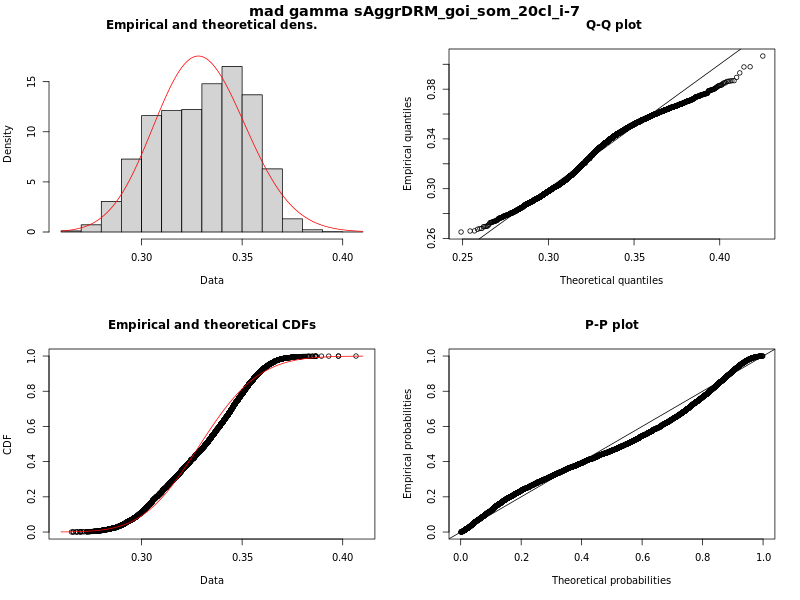 mad gamma sAggrDRM_goi_som_20cl_i-7
Empirical and theoretical dens.
Density
0
5
10
15
0.30
0.35
0.40
Data
Q-Q plot
Empirical quantiles
0.26
0.30
0.34
0.38
0.25
0.30
0.35
0.40
Theoretical quantiles
Empirical and theoretical CDFs
CDF
0.0
0.2
0.4
0.6
0.8
1.0
0.30
0.35
0.40
Data
P-P plot
Empirical probabilities
0.0
0.2
0.4
0.6
0.8
1.0
0.0
0.2
0.4
0.6
0.8
1.0
Theoretical probabilities